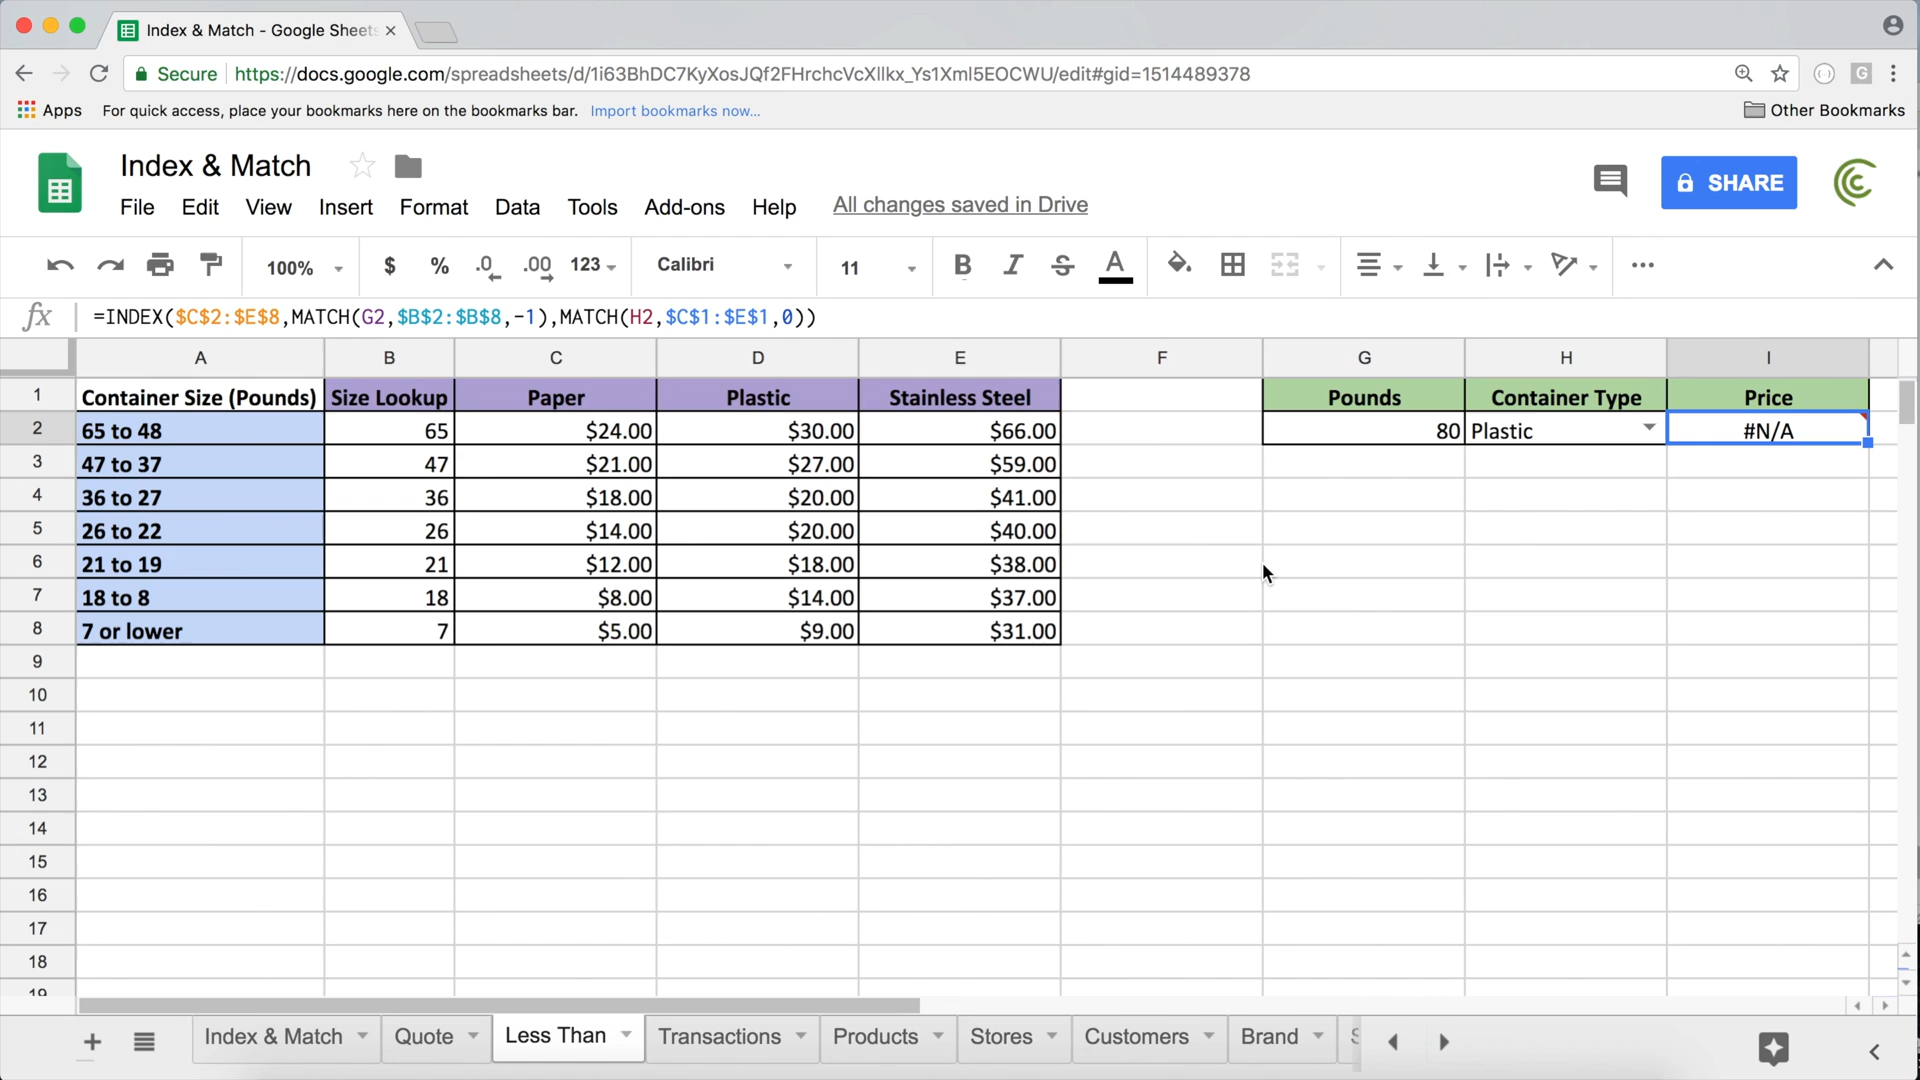 Index & Match - Google Sheets
Secure https://docs.google.com/spreadsheets/d/1i63BhDC7KyXosJQf2FHrchcVcXllkx_Ys1Xml5EOCWU/edit#gid=1514489378
Apps For quick access, place your bookmarks here on the bookmarks bar. Import bookmarks now... Other Bookmarks
Index & Match
SHARE
File Edit View Insert Format Data Tools Add-ons Help All changes saved in Drive
100% $ % .0 .00 123 Calibri 11 B I S A
fx =INDEX($C$2:$E$8,MATCH(G2,$B$2:$B$8,-1),MATCH(H2,$C$1:$E$1,0))
A B C D E F G H I
1 Container Size (Pounds) Size Lookup Paper Plastic Stainless Steel Pounds Container Type Price
2 65 to 48 65 $24.00 $30.00 $66.00 80 Plastic #N/A
3 47 to 37 47 $21.00 $27.00 $59.00
4 36 to 27 36 $18.00 $20.00 $41.00
5 26 to 22 26 $14.00 $20.00 $40.00
6 21 to 19 21 $12.00 $18.00 $38.00
7 18 to 8 18 $8.00 $14.00 $37.00
8 7 or lower 7 $5.00 $9.00 $31.00
9
10
11
12
13
14
15
16
17
18
19
Index & Match Quote Less Than Transactions Products Stores Customers Brand